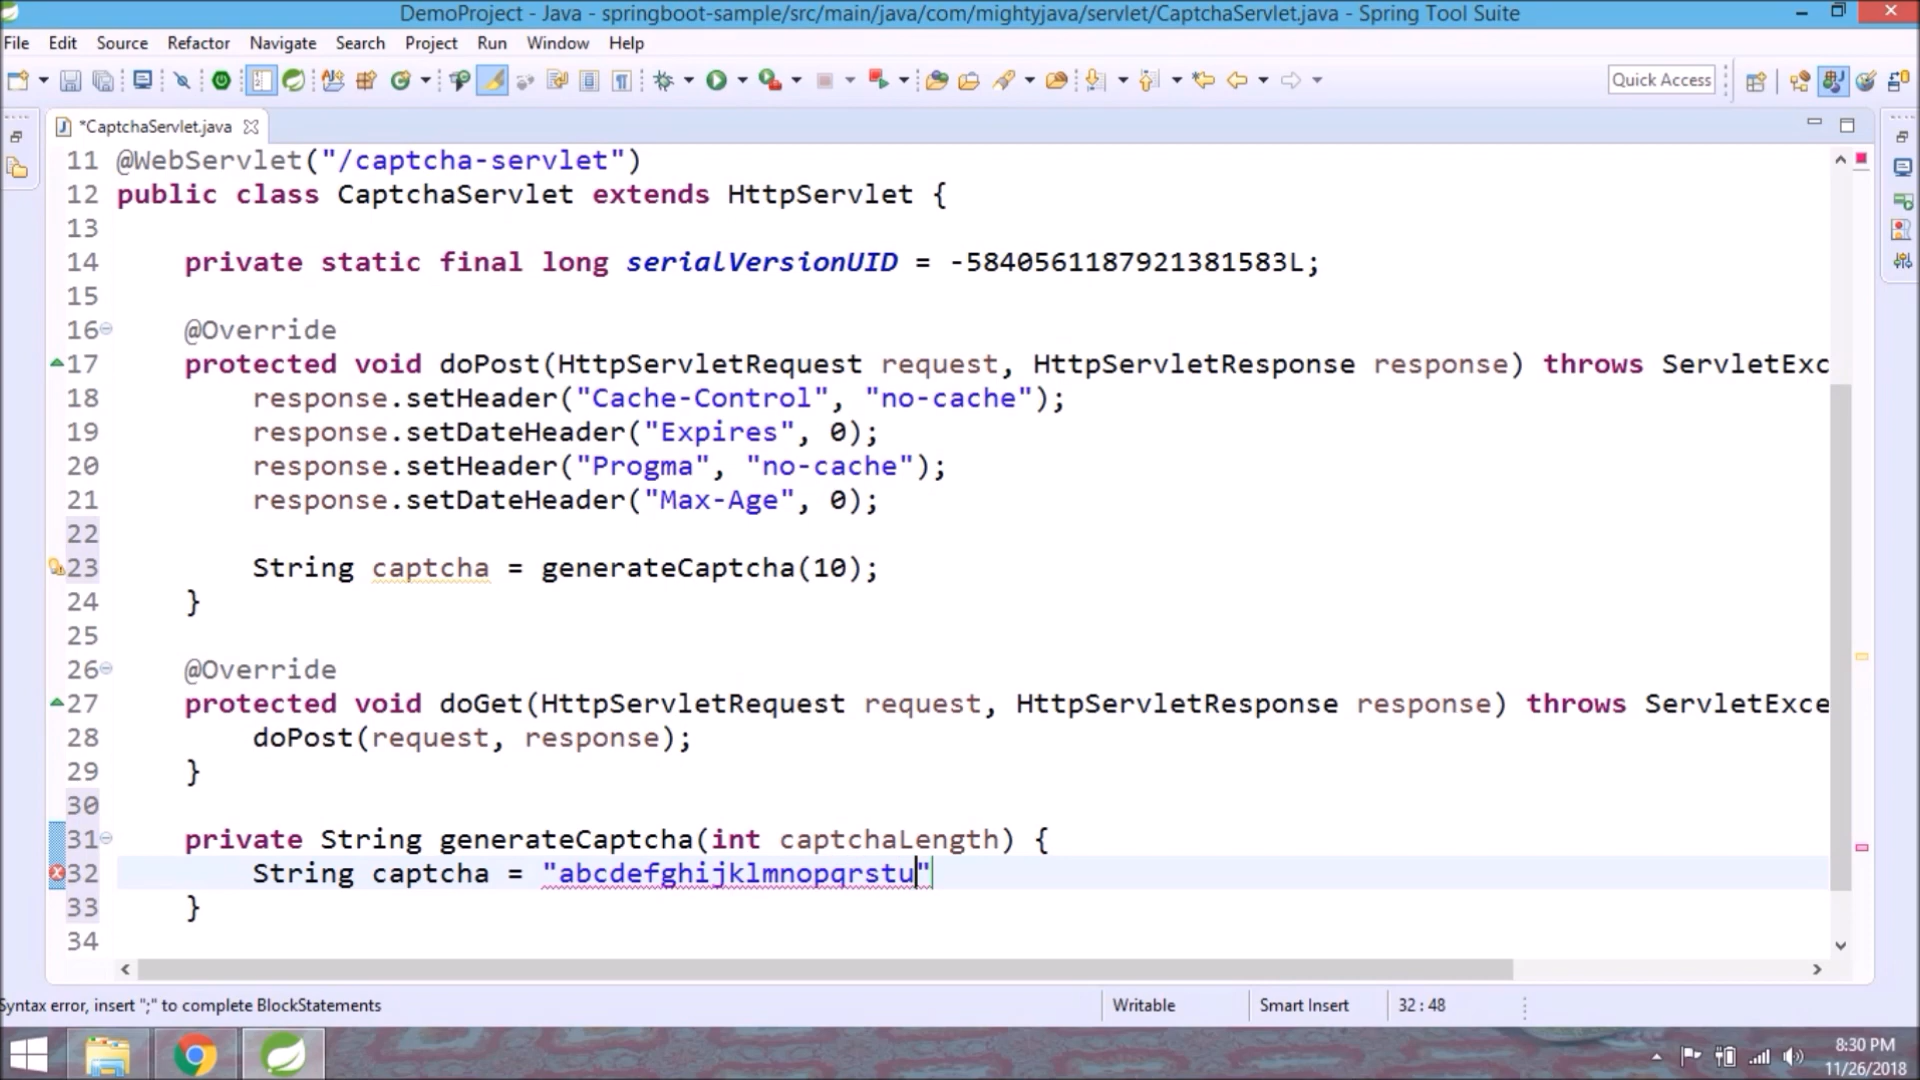 DemoProject - Java - springboot-sample/src/main/java/com/mightyjava/servlet/CaptchaServlet.java - Spring Tool Suite
File Edit Source Refactor Navigate Search Project Run Window Help
Quick Access
*CaptchaServlet.java
11 @WebServlet("/captcha-servlet")
12 public class CaptchaServlet extends HttpServlet {
13
14 private static final long serialVersionUID = -5840561187921381583L;
15
16 @Override
17 protected void doPost(HttpServletRequest request, HttpServletResponse response) throws ServletExc
18 response.setHeader("Cache-Control", "no-cache");
19 response.setDateHeader("Expires", 0);
20 response.setHeader("Progma", "no-cache");
21 response.setDateHeader("Max-Age", 0);
22
23 String captcha = generateCaptcha(10);
24 }
25
26 @Override
27 protected void doGet(HttpServletRequest request, HttpServletResponse response) throws ServletExce
28 doPost(request, response);
29 }
30
31 private String generateCaptcha(int captchaLength) {
32 String captcha = "abcdefghijklmnopqrstu"
33 }
34
Syntax error, insert ";" to complete BlockStatements
Writable
Smart Insert
32 : 48
8:30 PM
11/26/2018